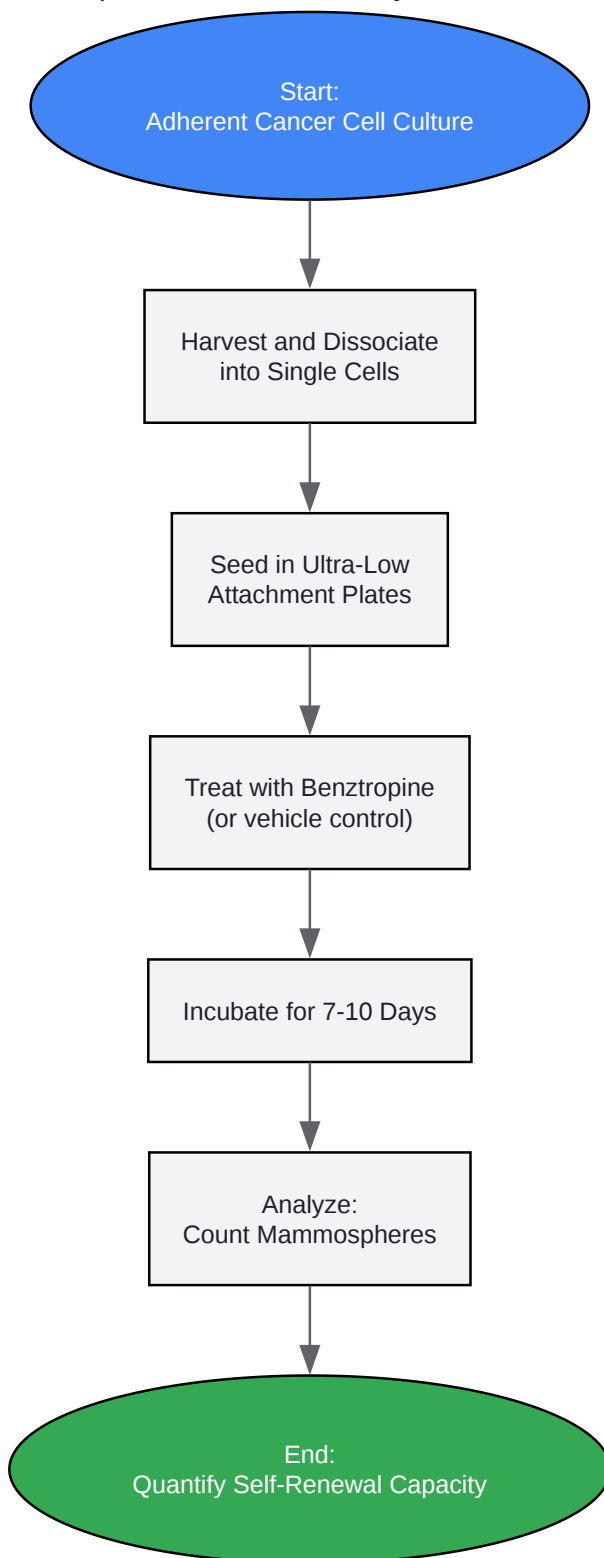 Start:
Adherent Cancer Cell Culture
Harvest and Dissociate
into Single Cells
Seed in Ultra-Low
Attachment Plates
Treat with Benztropine
(or vehicle control)
Incubate for 7-10 Days
Analyze:
Count Mammospheres
End:
Quantify Self-Renewal Capacity